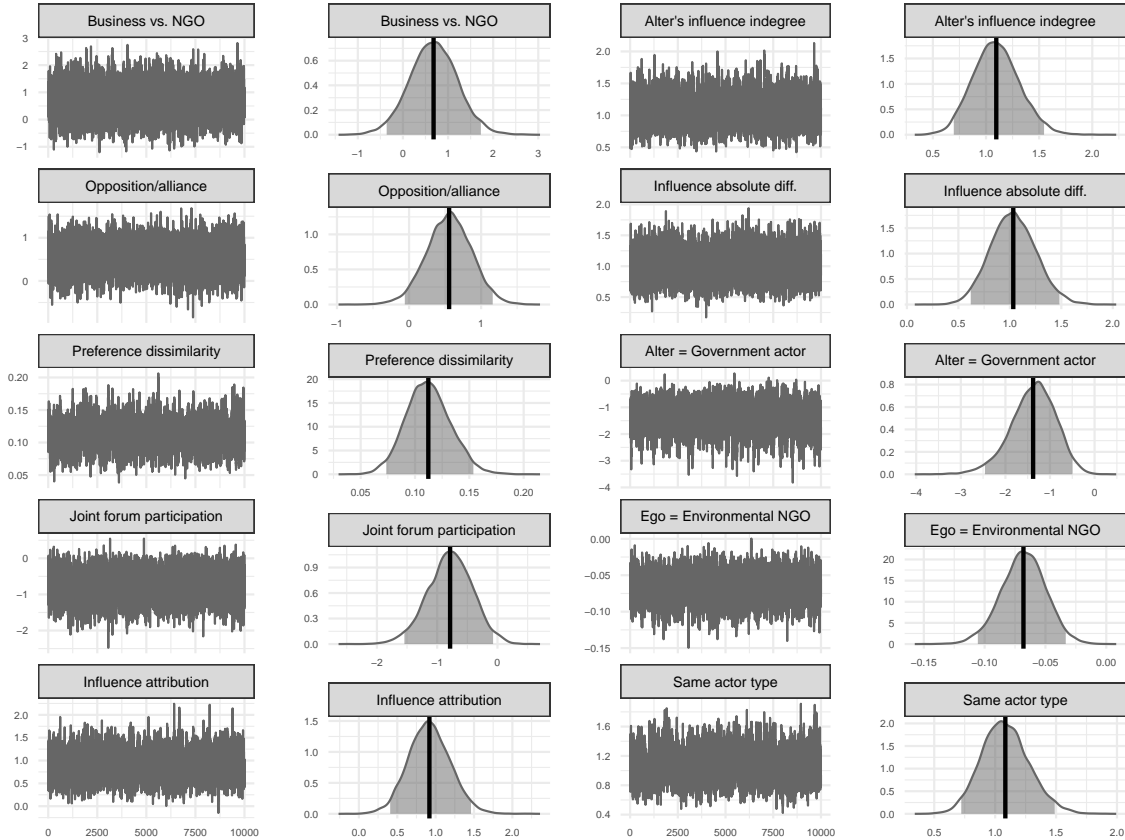 Business vs. NGO
3
2
1
0
−1
Business vs. NGO
0.6
0.4
0.2
0.0
−1 0 1 2 3
Alter's influence indegree
2.0
1.5
1.0
0.5
Alter's influence indegree
1.5
1.0
0.5
0.0
0.5 1.0 1.5 2.0
Opposition/alliance
1
0
Opposition/alliance
1.0
0.5
0.0
−1 0 1
Influence absolute diff.
2.0
1.5
1.0
0.5
Influence absolute diff.
1.5
1.0
0.5
0.0
0.0 0.5 1.0 1.5 2.0
Preference dissimilarity
0.20
0.15
0.10
0.05
Preference dissimilarity
20
15
10
5
0
0.05 0.10 0.15 0.20
Alter = Government actor
0
−1
−2
−3
−4
Alter = Government actor
0.8
0.6
0.4
0.2
0.0
−4 −3 −2 −1 0
Joint forum participation
0
−1
−2
Joint forum participation
0.9
0.6
0.3
0.0
−2 −1 0
Ego = Environmental NGO
0.00
−0.05
−0.10
−0.15
Ego = Environmental NGO
20
15
10
5
0
−0.15 −0.10 −0.05 0.00
Influence attribution
2.0
1.5
1.0
0.5
0.0
0 2500 5000 7500 10000
Influence attribution
1.5
1.0
0.5
0.0
0.0 0.5 1.0 1.5 2.0
Same actor type
1.6
1.2
0.8
0.4
0 2500 5000 7500 10000
Same actor type
2.0
1.5
1.0
0.5
0.0
0.5 1.0 1.5 2.0